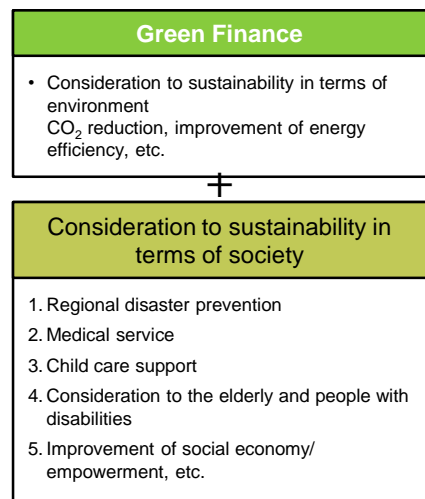 Green Finance
• Consideration to sustainability in terms of
environment
CO₂ reduction, improvement of energy
efficiency, etc.
+
Consideration to sustainability in
terms of society
1. Regional disaster prevention
2. Medical service
3. Child care support
4. Consideration to the elderly and people with
disabilities
5. Improvement of social economy/
empowerment, etc.